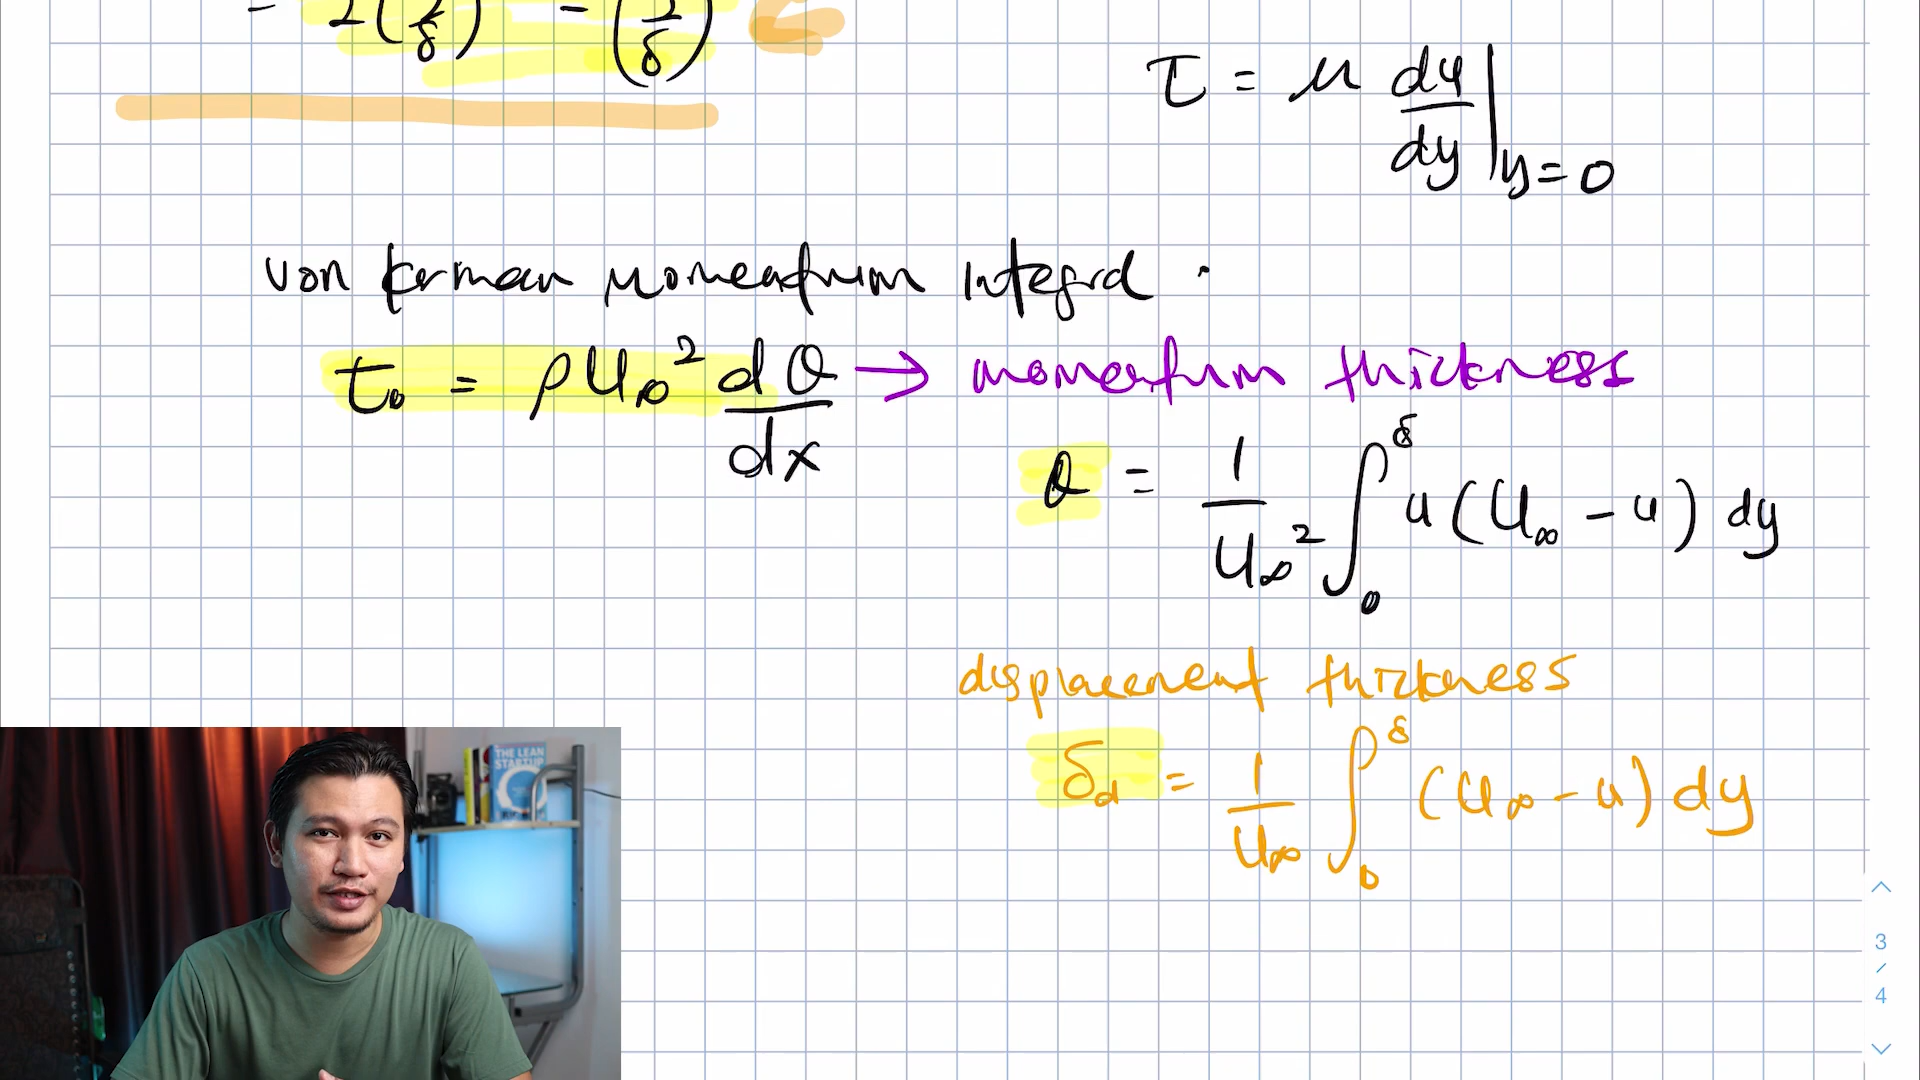 = 2(y/δ) - (y/δ)
τ = μ du/dy |y=0
von karman momentum integral :
τ₀ = ρU∞² dθ/dx → momentum thickness
θ = 1/U∞² ∫₀^δ u(U∞ - u) dy
displacement thickness
δd = 1/U∞ ∫₀^δ (U∞ - u) dy
THE LEAN
STARTUP
3
/
4